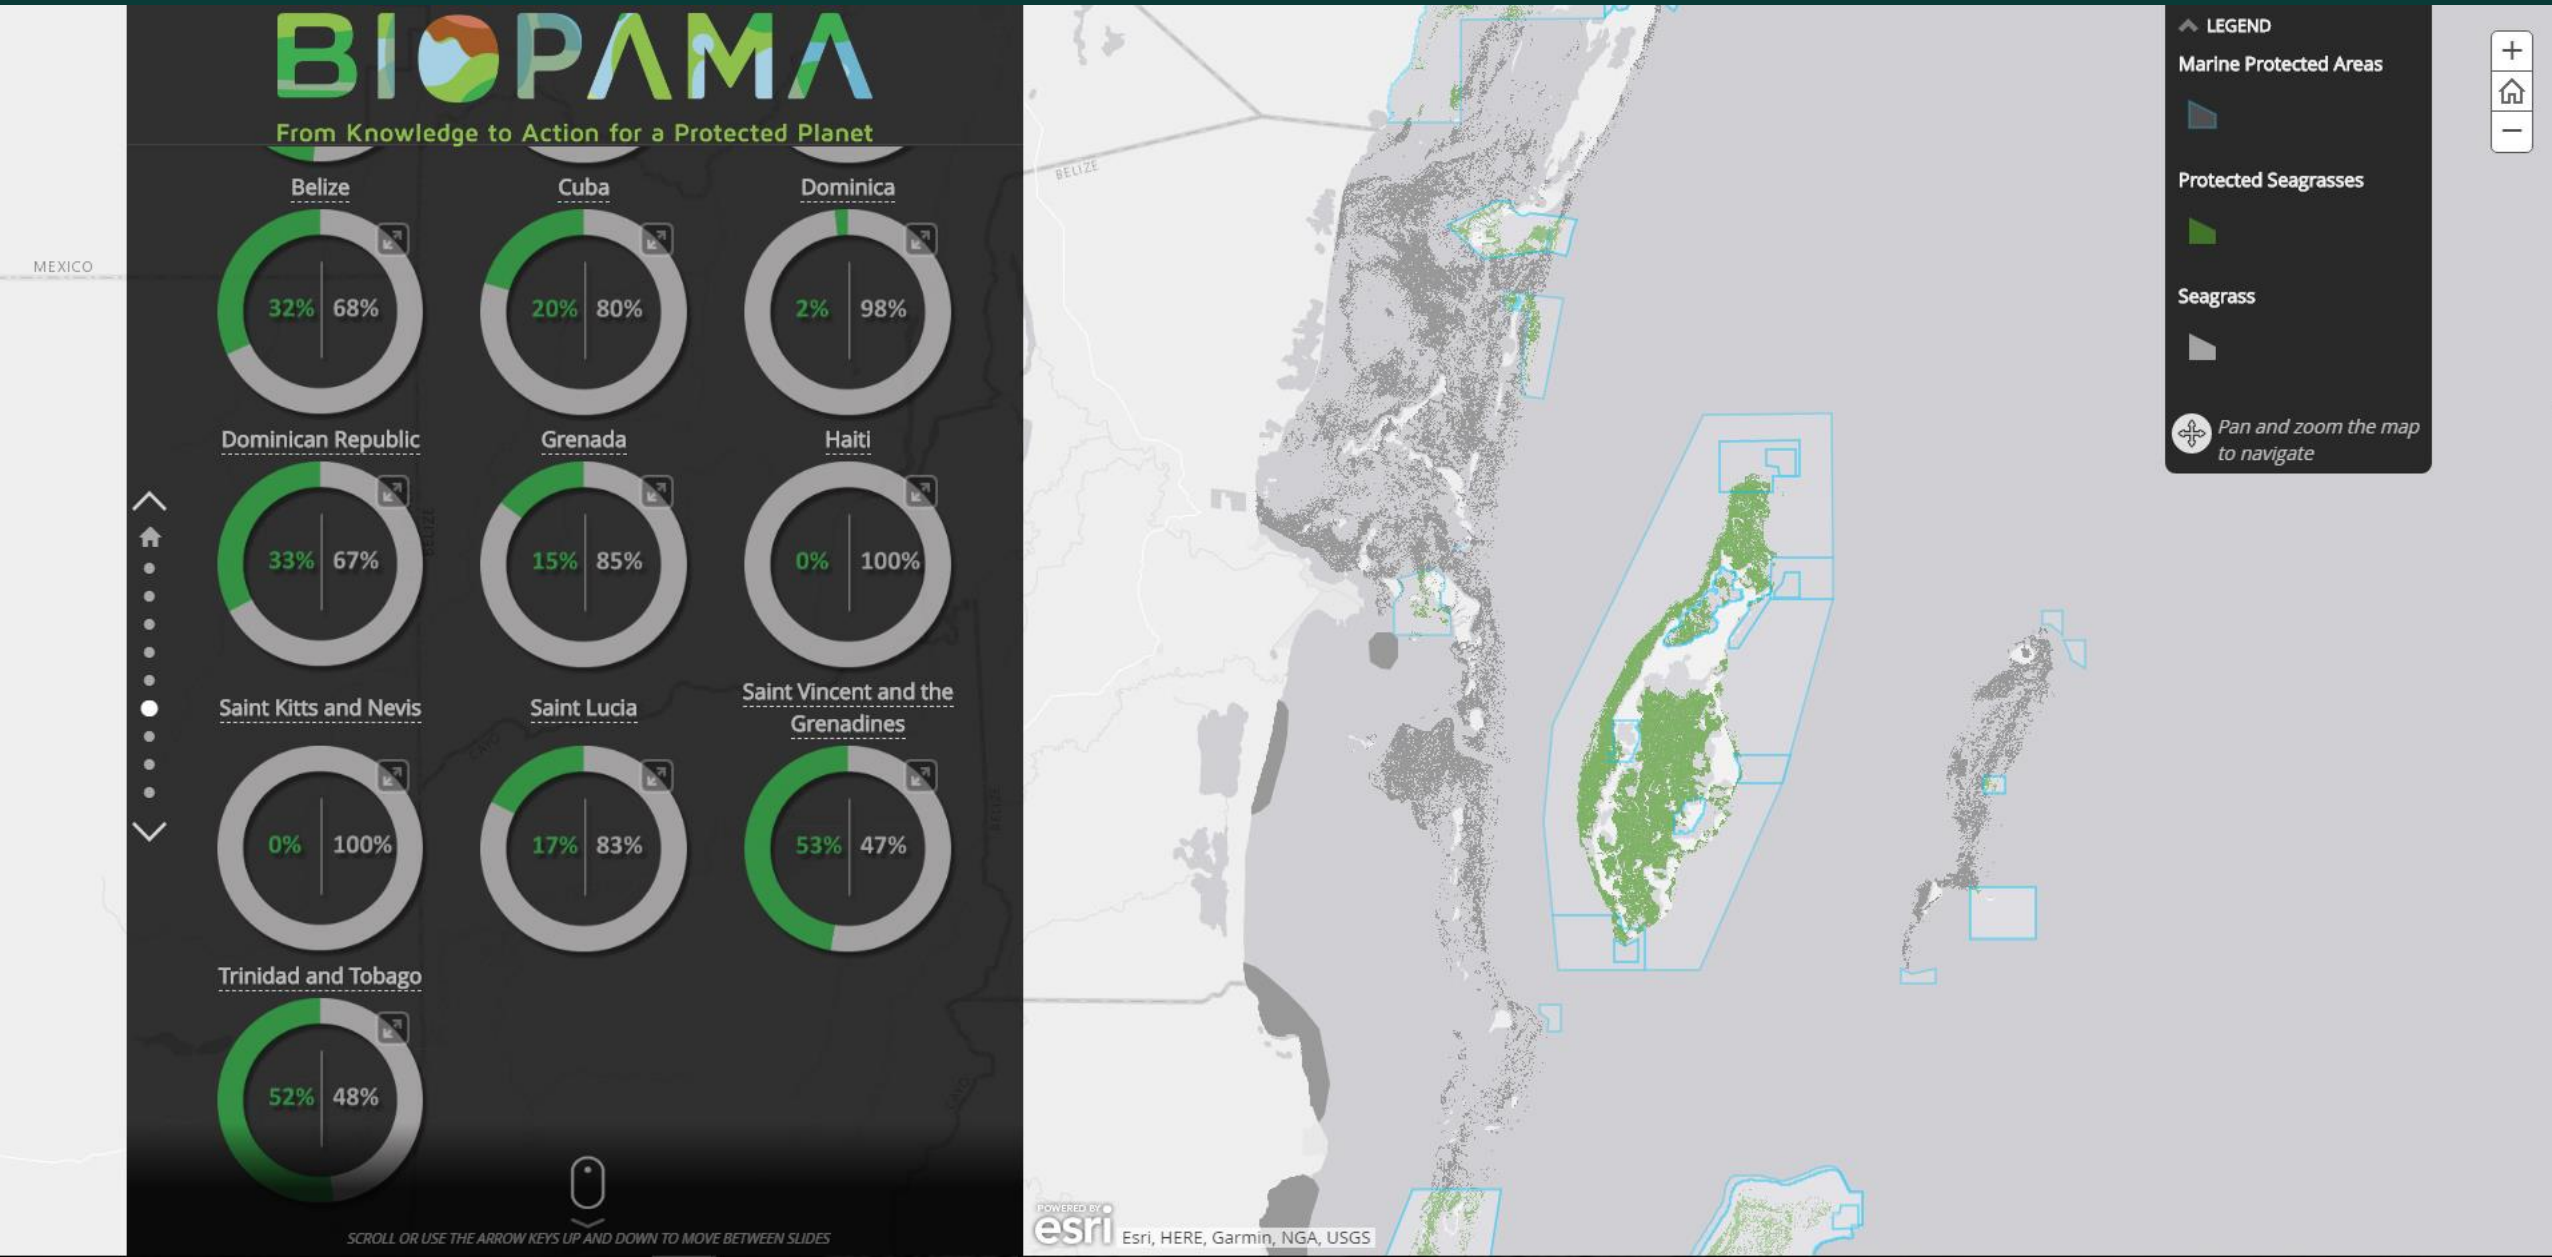 BIOPAMA
From Knowledge to Action for a Protected Planet
Belize
Cuba
Dominica
32% 68%
20% 80%
2% 98%
Dominican Republic
Grenada
Haiti
33% 67%
15% 85%
0% 100%
Saint Kitts and Nevis
Saint Lucia
Saint Vincent and the
Grenadines
0% 100%
17% 83%
53% 47%
Trinidad and Tobago
52% 48%
SCROLL OR USE THE ARROW KEYS UP AND DOWN TO MOVE BETWEEN SLIDES
MEXICO
BELIZE
BELIZE
CAYO
CAYO
LEGEND
Marine Protected Areas
Protected Seagrasses
Seagrass
Pan and zoom the map
to navigate
POWERED BY
esri
Esri, HERE, Garmin, NGA, USGS